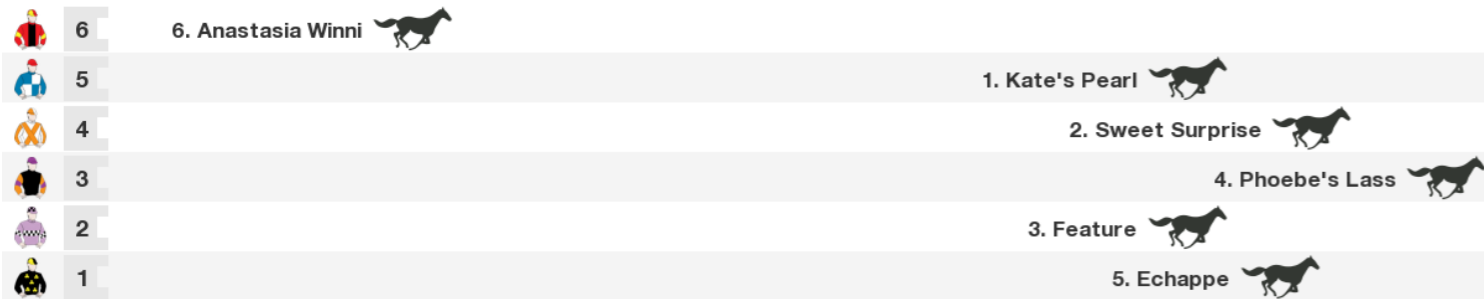 6 6. Anastasia Winni
5 1. Kate's Pearl
4 2. Sweet Surprise
3 4. Phoebe's Lass
2 3. Feature
1 5. Echappe